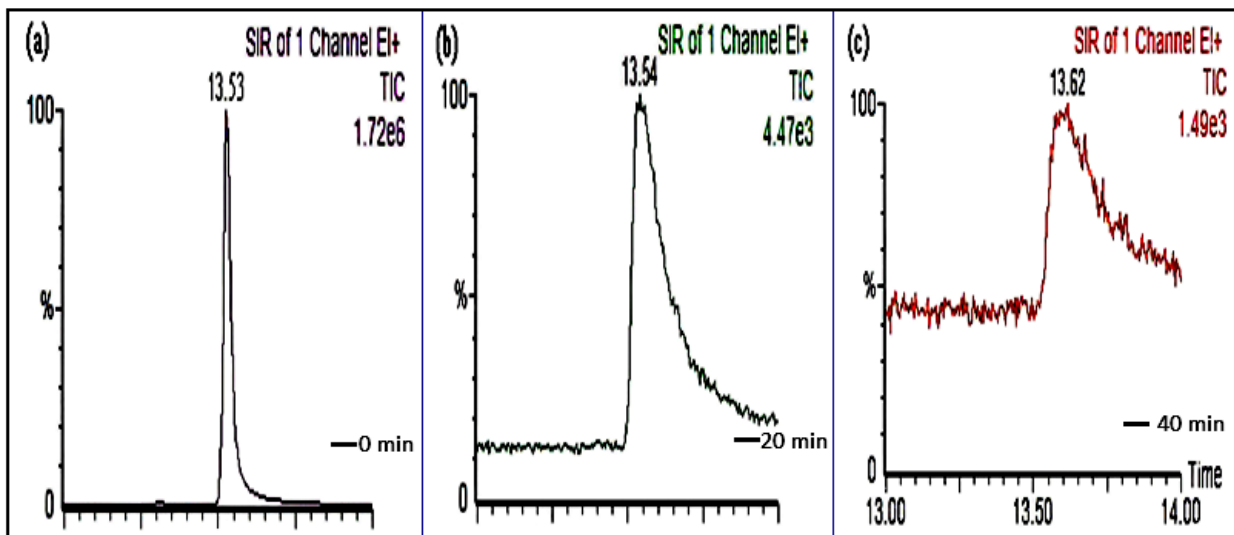 (a)
SIR of 1 Channel EI+
TIC
1.72e6
13.53
100
%
0
0 min
(b)
SIR of 1 Channel EI+
TIC
4.47e3
13.54
100
%
0
20 min
(c)
SIR of 1 Channel EI+
TIC
1.49e3
13.62
100
%
0
40 min
Time
13.00 13.50 14.00